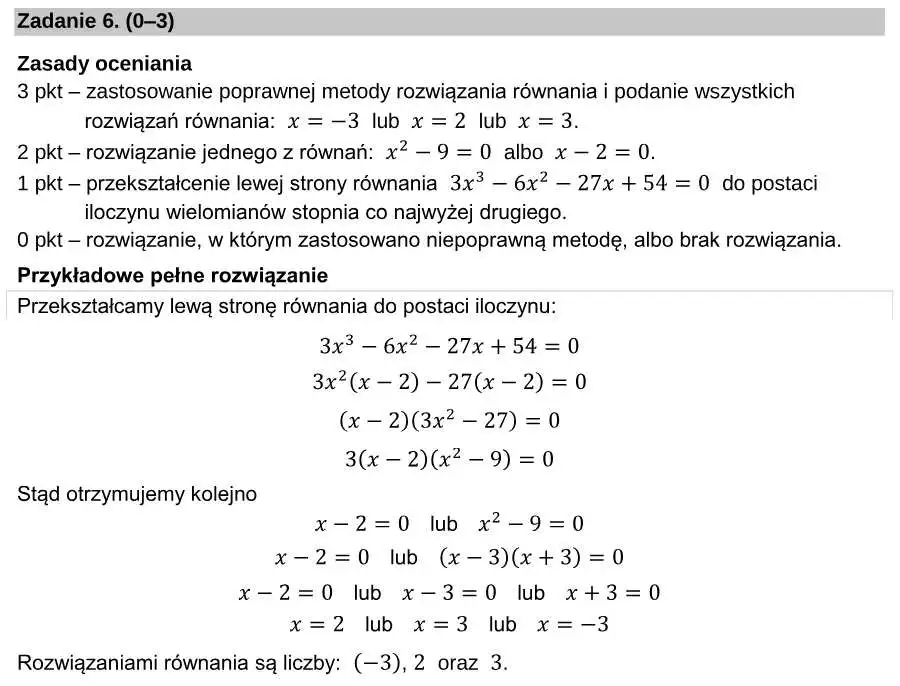 Zadanie 6. (0–3)
Zasady oceniania
3 pkt – zastosowanie poprawnej metody rozwiązania równania i podanie wszystkich
rozwiązań równania: x = −3 lub x = 2 lub x = 3.
2 pkt – rozwiązanie jednego z równań: x² − 9 = 0 albo x − 2 = 0.
1 pkt – przekształcenie lewej strony równania 3x³ − 6x² − 27x + 54 = 0 do postaci
iloczynu wielomianów stopnia co najwyżej drugiego.
0 pkt – rozwiązanie, w którym zastosowano niepoprawną metodę, albo brak rozwiązania.
Przykładowe pełne rozwiązanie
Przekształcamy lewą stronę równania do postaci iloczynu:
3x³ − 6x² − 27x + 54 = 0
3x²(x − 2) − 27(x − 2) = 0
(x − 2)(3x² − 27) = 0
3(x − 2)(x² − 9) = 0
Stąd otrzymujemy kolejno
x − 2 = 0 lub x² − 9 = 0
x − 2 = 0 lub (x − 3)(x + 3) = 0
x − 2 = 0 lub x − 3 = 0 lub x + 3 = 0
x = 2 lub x = 3 lub x = −3
Rozwiązaniami równania są liczby: (−3), 2 oraz 3.